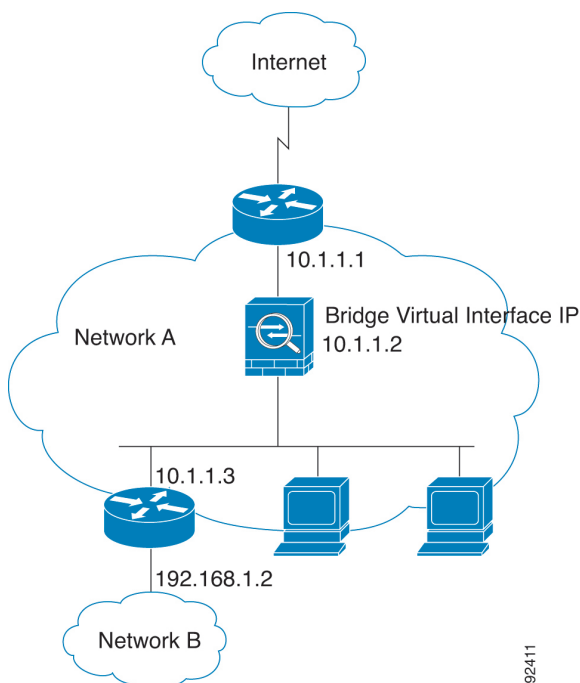 Internet
10.1.1.1
Bridge Virtual Interface IP
10.1.1.2
Network A
10.1.1.3
192.168.1.2
Network B
92411